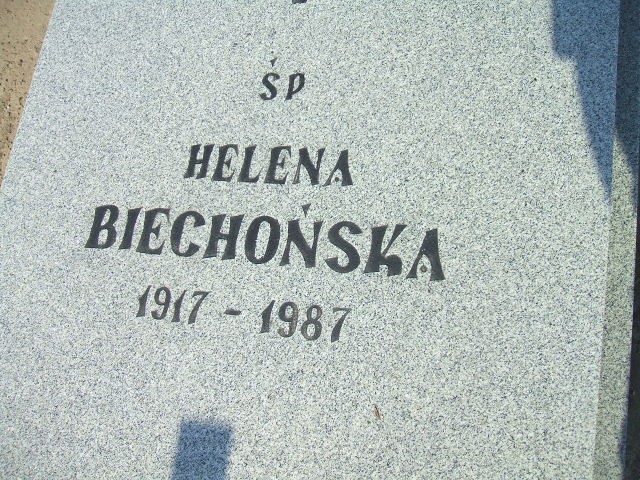 ŚP
HELENA
BIECHOŃSKA
1917 - 1987